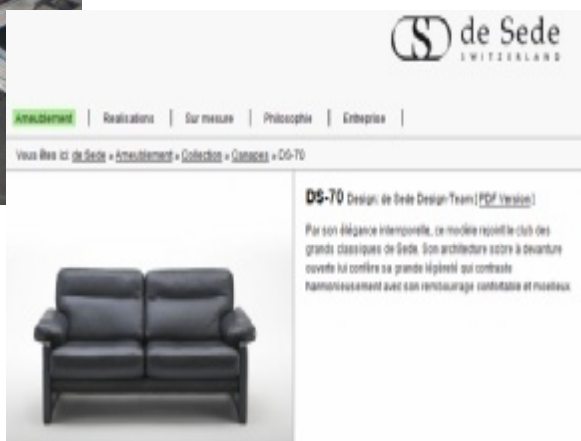 de Sede
SWITZERLAND
Ameublement | Realisations | Sur mesure | Philosophie | Entreprise |
Vous êtes ici: de Sede » Ameublement » Collection » Canapes » DS-70
DS-70 Design: de Sede Design-Team [ PDF Version ]
Par son élégance intemporelle, ce modèle rejoint le club des
grands classiques de Sede. Son architecture sobre à devanture
ouverte lui confère sa grande légèreté qui contraste
harmonieusement avec son rembourrage confortable et moelleux.